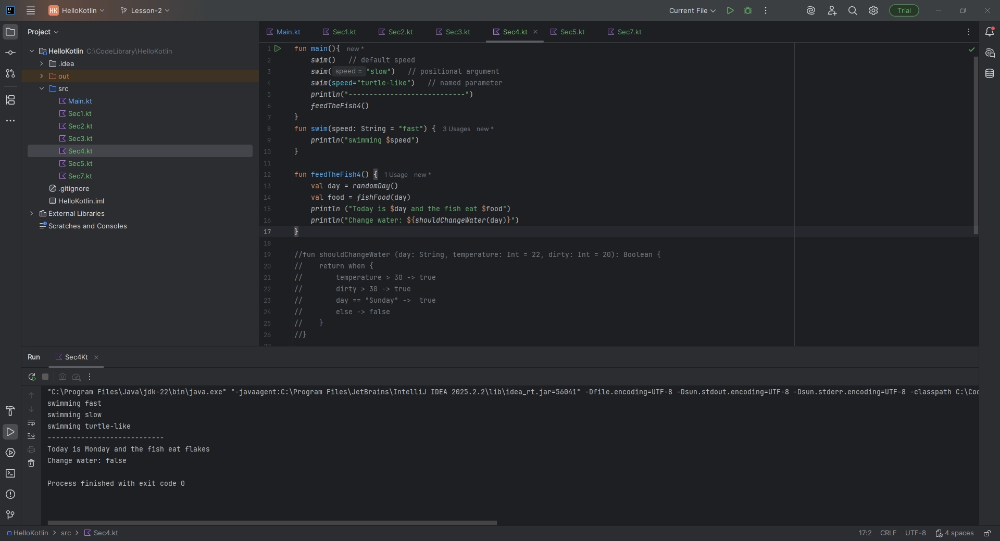 HK HelloKotlin Lesson-2 Current File Trial
Project
HelloKotlin C:\CodeLibrary\HelloKotlin
.idea
out
src
Main.kt
Sec1.kt
Sec2.kt
Sec3.kt
Sec4.kt
Sec5.kt
Sec7.kt
.gitignore
HelloKotlin.iml
External Libraries
Scratches and Consoles
Main.kt Sec1.kt Sec2.kt Sec3.kt Sec4.kt Sec5.kt Sec7.kt
1 fun main(){ new *
2 swim() // default speed
3 swim( speed = "slow") // positional argument
4 swim(speed="turtle-like") // named parameter
5 println("----------------------------")
6 feedTheFish4()
7 }
8 fun swim(speed: String = "fast") { 3 Usages new *
9 println("swimming $speed")
10 }
11
12 fun feedTheFish4() { 1 Usage new *
13 val day = randomDay()
14 val food = fishFood(day)
15 println ("Today is $day and the fish eat $food")
16 println("Change water: ${shouldChangeWater(day)}")
17 }
18
19 //fun shouldChangeWater (day: String, temperature: Int = 22, dirty: Int = 20): Boolean {
20 // return when {
21 // temperature > 30 -> true
22 // dirty > 30 -> true
23 // day == "Sunday" -> true
24 // else -> false
25 // }
26 //}
27
Run Sec4Kt
"C:\Program Files\Java\jdk-22\bin\java.exe" "-javaagent:C:\Program Files\JetBrains\IntelliJ IDEA 2025.2.2\lib\idea_rt.jar=56041" -Dfile.encoding=UTF-8 -Dsun.stdout.encoding=UTF-8 -Dsun.stderr.encoding=UTF-8 -classpath C:\Co
swimming fast
swimming slow
swimming turtle-like
----------------------------
Today is Monday and the fish eat flakes
Change water: false
Process finished with exit code 0
HelloKotlin > src > Sec4.kt 17:2 CRLF UTF-8 4 spaces